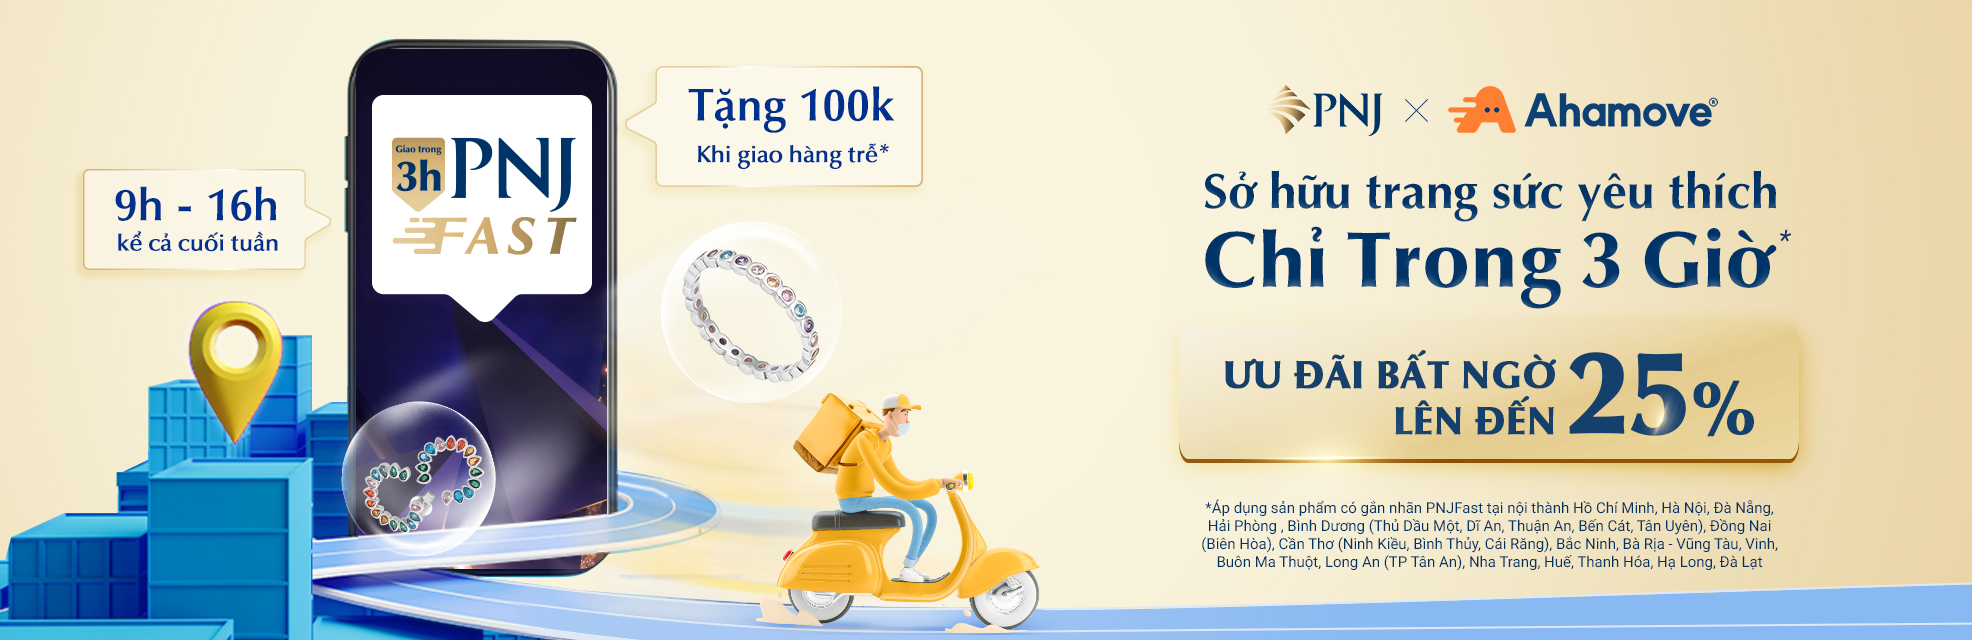 9h - 16h
kể cả cuối tuần
Giao trong
3h
PNJ
FAST
Tặng 100k
Khi giao hàng trễ*
PNJ × Ahamove®
Sở hữu trang sức yêu thích
Chỉ Trong 3 Giờ*
ƯU ĐÃI BẤT NGỜ
LÊN ĐẾN
25%
*Áp dụng sản phẩm có gắn nhãn PNJFast tại nội thành Hồ Chí Minh, Hà Nội, Đà Nẵng,
Hải Phòng , Bình Dương (Thủ Dầu Một, Dĩ An, Thuận An, Bến Cát, Tân Uyên), Đồng Nai
(Biên Hòa), Cần Thơ (Ninh Kiều, Bình Thủy, Cái Răng), Bắc Ninh, Bà Rịa - Vũng Tàu, Vinh,
Buôn Ma Thuột, Long An (TP Tân An), Nha Trang, Huế, Thanh Hóa, Hạ Long, Đà Lạt